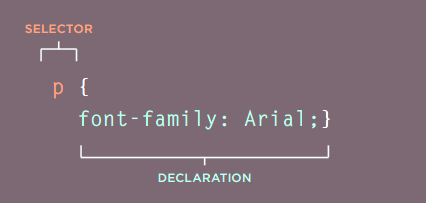 SELECTOR
p {
font-family: Arial;}
DECLARATION